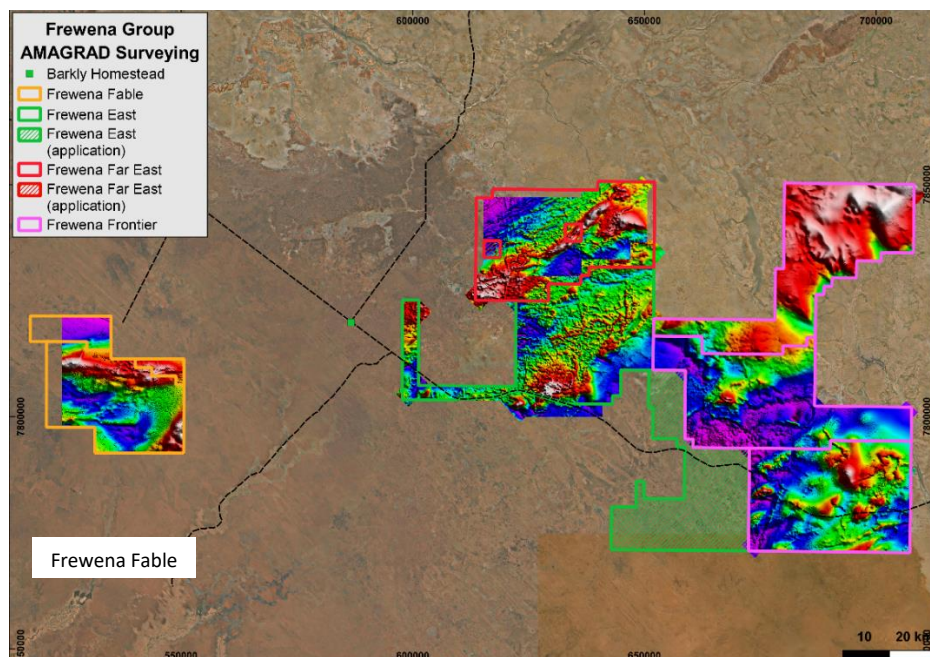 Frewena Group
AMAGRAD Surveying
Barkly Homestead
Frewena Fable
Frewena East
Frewena East
(application)
Frewena Far East
Frewena Far East
(application)
Frewena Frontier
600000
650000
700000
7850000
7800000
7800000
Frewena Fable
550000
600000
650000
10
20 km